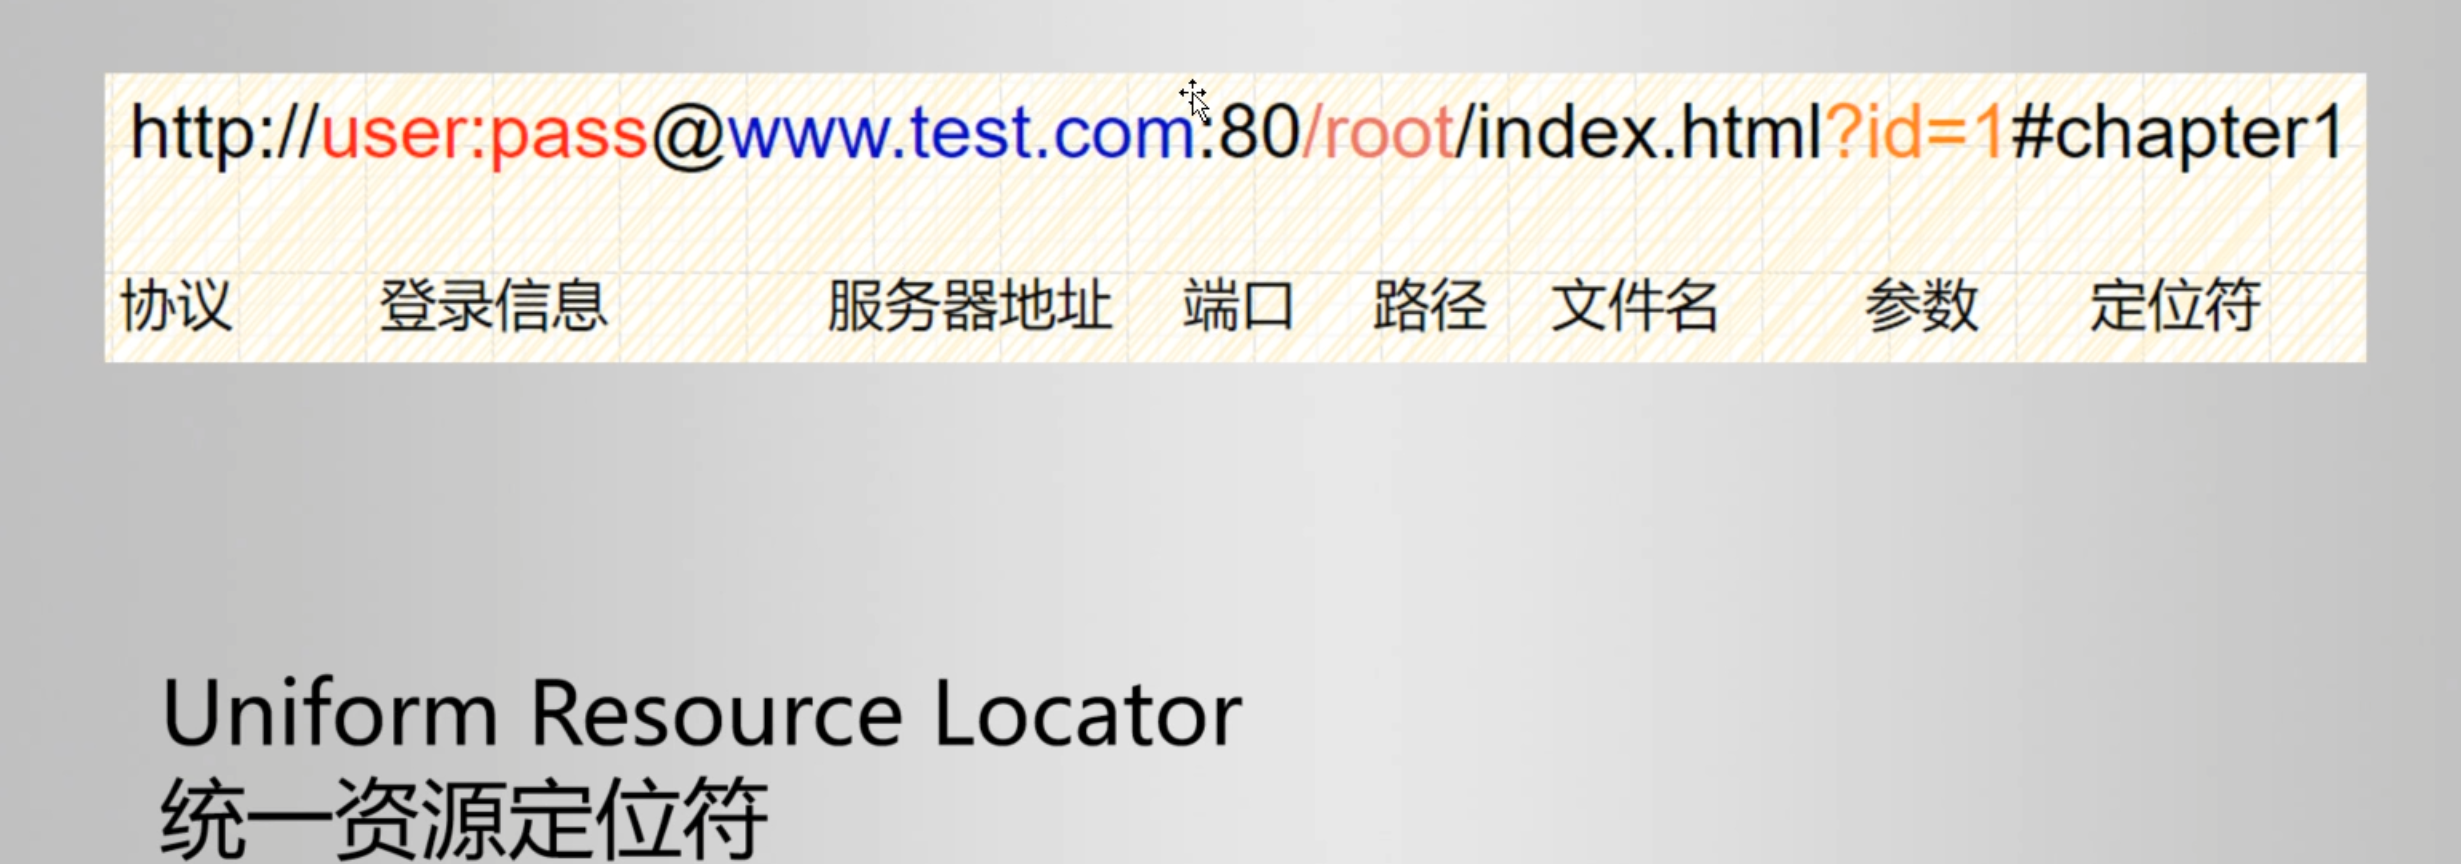 http://user:pass@www.test.com:80/root/index.html?id=1#chapter1
协议 登录信息 服务器地址 端口 路径 文件名 参数 定位符
Uniform Resource Locator
统一资源定位符